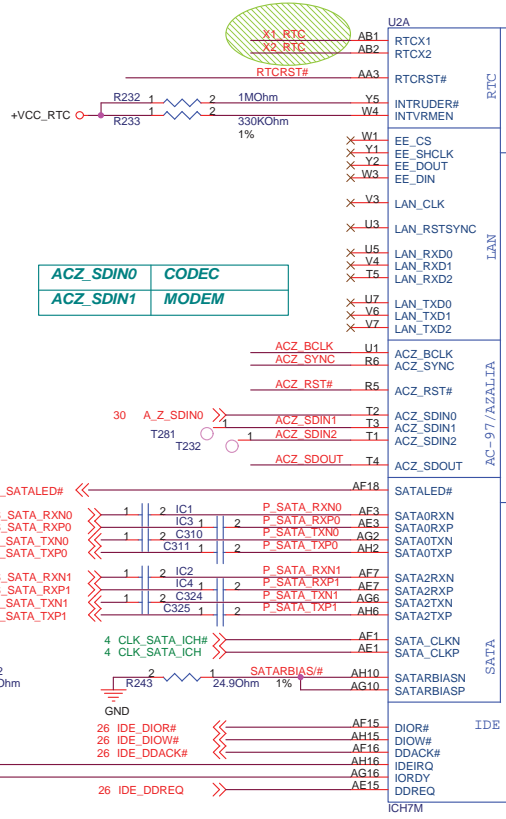 U2A
X1_RTC AB1 RTCX1
X2_RTC AB2 RTCX2
RTCRST# AA3 RTCRST#
RTC
R232 1 2 1MOhm Y5 INTRUDER#
+VCC_RTC
R233 1 2 330KOhm W4 INTVRMEN
1%
W1 EE_CS
Y1 EE_SHCLK
Y2 EE_DOUT
W3 EE_DIN
V3 LAN_CLK
U3 LAN_RSTSYNC
LAN
U5 LAN_RXD0
V4 LAN_RXD1
T5 LAN_RXD2
ACZ_SDIN0 CODEC
ACZ_SDIN1 MODEM
U7 LAN_TXD0
V6 LAN_TXD1
V7 LAN_TXD2
ACZ_BCLK U1 ACZ_BCLK
ACZ_SYNC R6 ACZ_SYNC
ACZ_RST# R5 ACZ_RST#
AC-97/AZALIA
30 A_Z_SDIN0 T2 ACZ_SDIN0
T281 1 ACZ_SDIN1 T3 ACZ_SDIN1
T232 1 ACZ_SDIN2 T1 ACZ_SDIN2
ACZ_SDOUT T4 ACZ_SDOUT
_SATALED# AF18 SATALED#
_SATA_RXN0 1 2 IC1 P_SATA_RXN0 AF3 SATA0RXN
_SATA_RXP0 IC3 1 2 P_SATA_RXP0 AE3 SATA0RXP
_SATA_TXN0 1 2 C310 P_SATA_TXN0 AG2 SATA0TXN
_SATA_TXP0 C311 1 2 P_SATA_TXP0 AH2 SATA0TXP
_SATA_RXN1 1 2 IC2 P_SATA_RXN1 AF7 SATA2RXN
_SATA_RXP1 IC4 1 2 P_SATA_RXP1 AE7 SATA2RXP
_SATA_TXN1 1 2 C324 P_SATA_TXN1 AG6 SATA2TXN
_SATA_TXP1 C325 1 2 P_SATA_TXP1 AH6 SATA2TXP
4 CLK_SATA_ICH# AF1 SATA_CLKN
4 CLK_SATA_ICH AE1 SATA_CLKP
SATA
2
Ohm
R243 2 1 24.9Ohm 1% SATARBIAS/# AH10 SATARBIASN
AG10 SATARBIASP
GND
IDE
26 IDE_DIOR# AF15 DIOR#
26 IDE_DIOW# AH15 DIOW#
26 IDE_DDACK# AF16 DDACK#
AH16 IDEIRQ
AG16 IORDY
26 IDE_DDREQ AE15 DDREQ
ICH7M